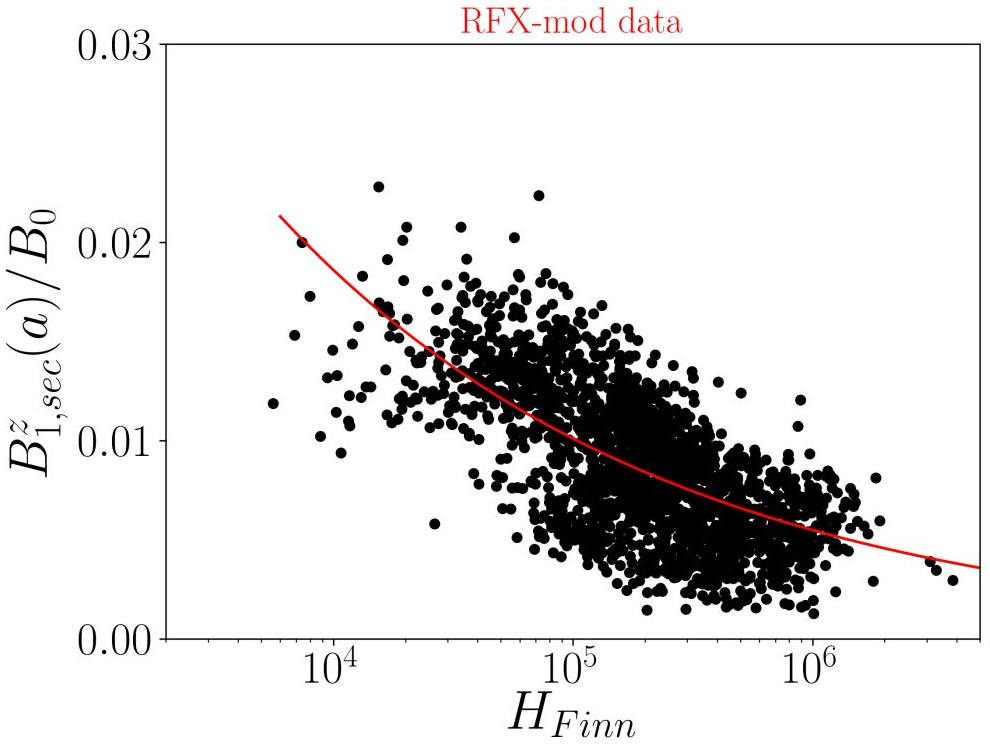 RFX-mod data
0.03
0.02
0.01
0.00
B^z_{1,sec}(a)/B_0
10^4 10^5 10^6
H_{Finn}